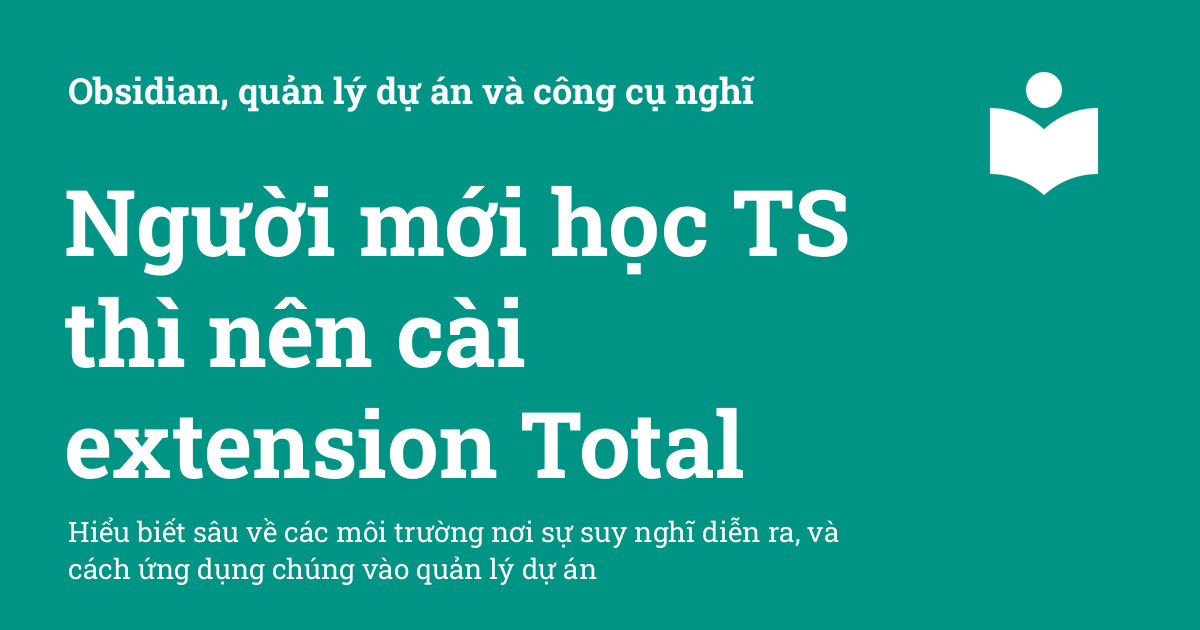 Obsidian, quản lý dự án và công cụ nghĩ
Người mới học TS
thì nên cài
extension Total
Hiểu biết sâu về các môi trường nơi sự suy nghĩ diễn ra, và
cách ứng dụng chúng vào quản lý dự án